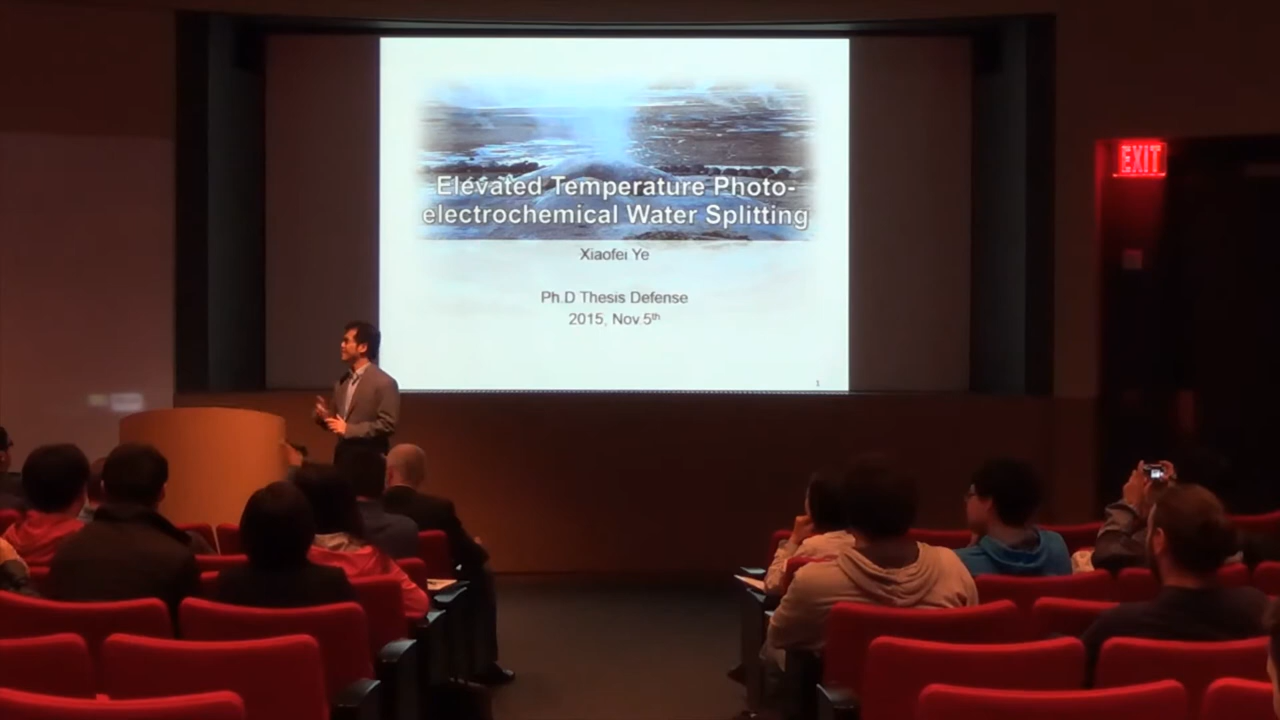 Elevated Temperature Photo-
electrochemical Water Splitting
Xiaofei Ye
Ph.D Thesis Defense
2015, Nov.5th
1
EXIT